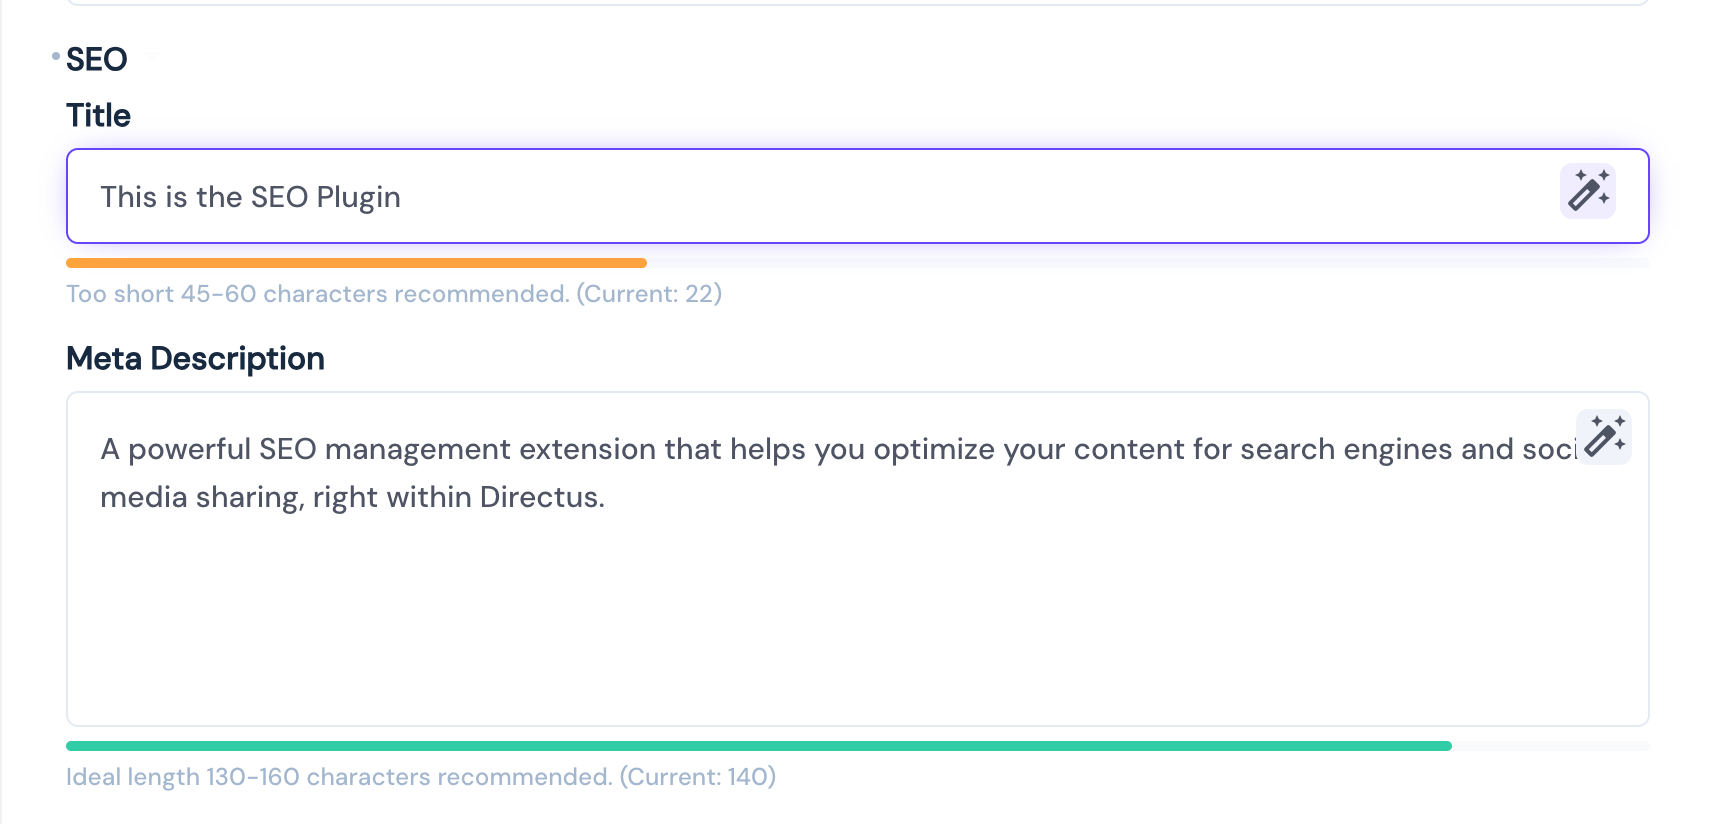 SEO
Title
This is the SEO Plugin
Too short 45-60 characters recommended. (Current: 22)
Meta Description
A powerful SEO management extension that helps you optimize your content for search engines and soci
media sharing, right within Directus.
Ideal length 130-160 characters recommended. (Current: 140)